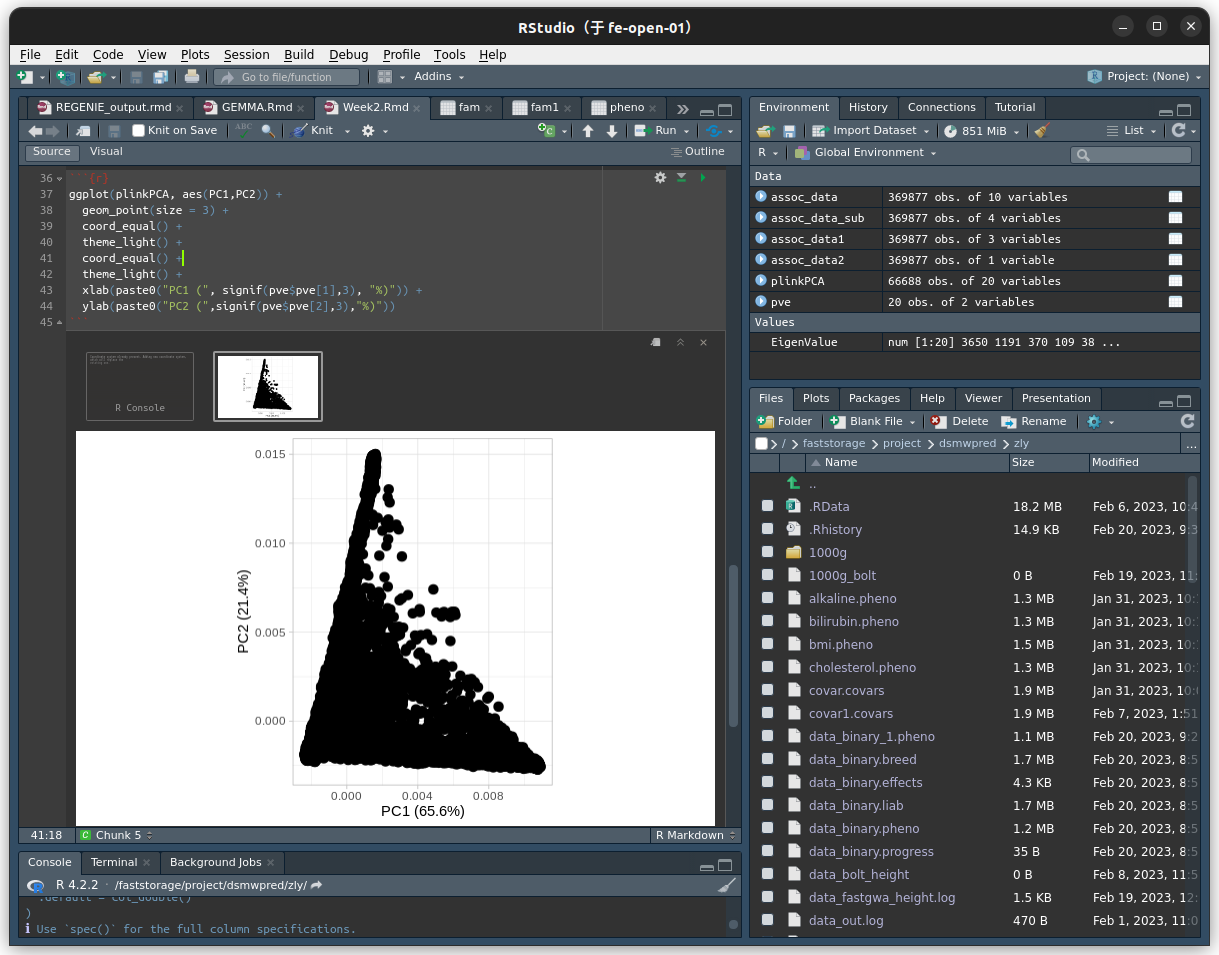 RStudio（于 fe-open-01）
File Edit Code View Plots Session Build Debug Profile Tools Help
Go to file/function Addins Project: (None)
REGENIE_output.rmd GEMMA.Rmd Week2.Rmd fam fam1 pheno
Knit on Save ABC Knit Run
Source Visual Outline
36 ```{r}
37 ggplot(plinkPCA, aes(PC1,PC2)) +
38 geom_point(size = 3) +
39 coord_equal() +
40 theme_light() +
41 coord_equal() +
42 theme_light() +
43 xlab(paste0("PC1 (", signif(pve$pve[1],3), "%)")) +
44 ylab(paste0("PC2 (",signif(pve$pve[2],3),"%)"))
45 ```
R Console
0.015
0.010
0.005
0.000
PC2 (21.4%)
0.000 0.004 0.008
PC1 (65.6%)
41:18 Chunk 5 R Markdown
Console Terminal Background Jobs
R 4.2.2 · /faststorage/project/dsmwpred/zly/
.default = col_double()
)
ℹ Use `spec()` for the full column specifications.
Environment History Connections Tutorial
Import Dataset 851 MiB List
R Global Environment
Data
assoc_data 369877 obs. of 10 variables
assoc_data_sub 369877 obs. of 4 variables
assoc_data1 369877 obs. of 3 variables
assoc_data2 369877 obs. of 1 variable
plinkPCA 66688 obs. of 20 variables
pve 20 obs. of 2 variables
Values
EigenValue num [1:20] 3650 1191 370 109 38 ...
Files Plots Packages Help Viewer Presentation
Folder Blank File Delete Rename
/ faststorage project dsmwpred zly ...
Name Size Modified
..
.RData 18.2 MB Feb 6, 2023, 10:4
.Rhistory 14.9 KB Feb 20, 2023, 9:3
1000g
1000g_bolt 0 B Feb 19, 2023, 11:
alkaline.pheno 1.3 MB Jan 31, 2023, 10:
bilirubin.pheno 1.3 MB Jan 31, 2023, 10:
bmi.pheno 1.5 MB Jan 31, 2023, 10:
cholesterol.pheno 1.3 MB Jan 31, 2023, 10:
covar.covars 1.9 MB Jan 31, 2023, 10:
covar1.covars 1.9 MB Feb 7, 2023, 1:51
data_binary_1.pheno 1.1 MB Feb 20, 2023, 9:2
data_binary.breed 1.7 MB Feb 20, 2023, 8:5
data_binary.effects 4.3 KB Feb 20, 2023, 8:5
data_binary.liab 1.7 MB Feb 20, 2023, 8:5
data_binary.pheno 1.2 MB Feb 20, 2023, 8:5
data_binary.progress 35 B Feb 20, 2023, 8:5
data_bolt_height 0 B Feb 8, 2023, 11:5
data_fastgwa_height.log 1.5 KB Feb 19, 2023, 12:
data_out.log 470 B Feb 1, 2023, 11:0